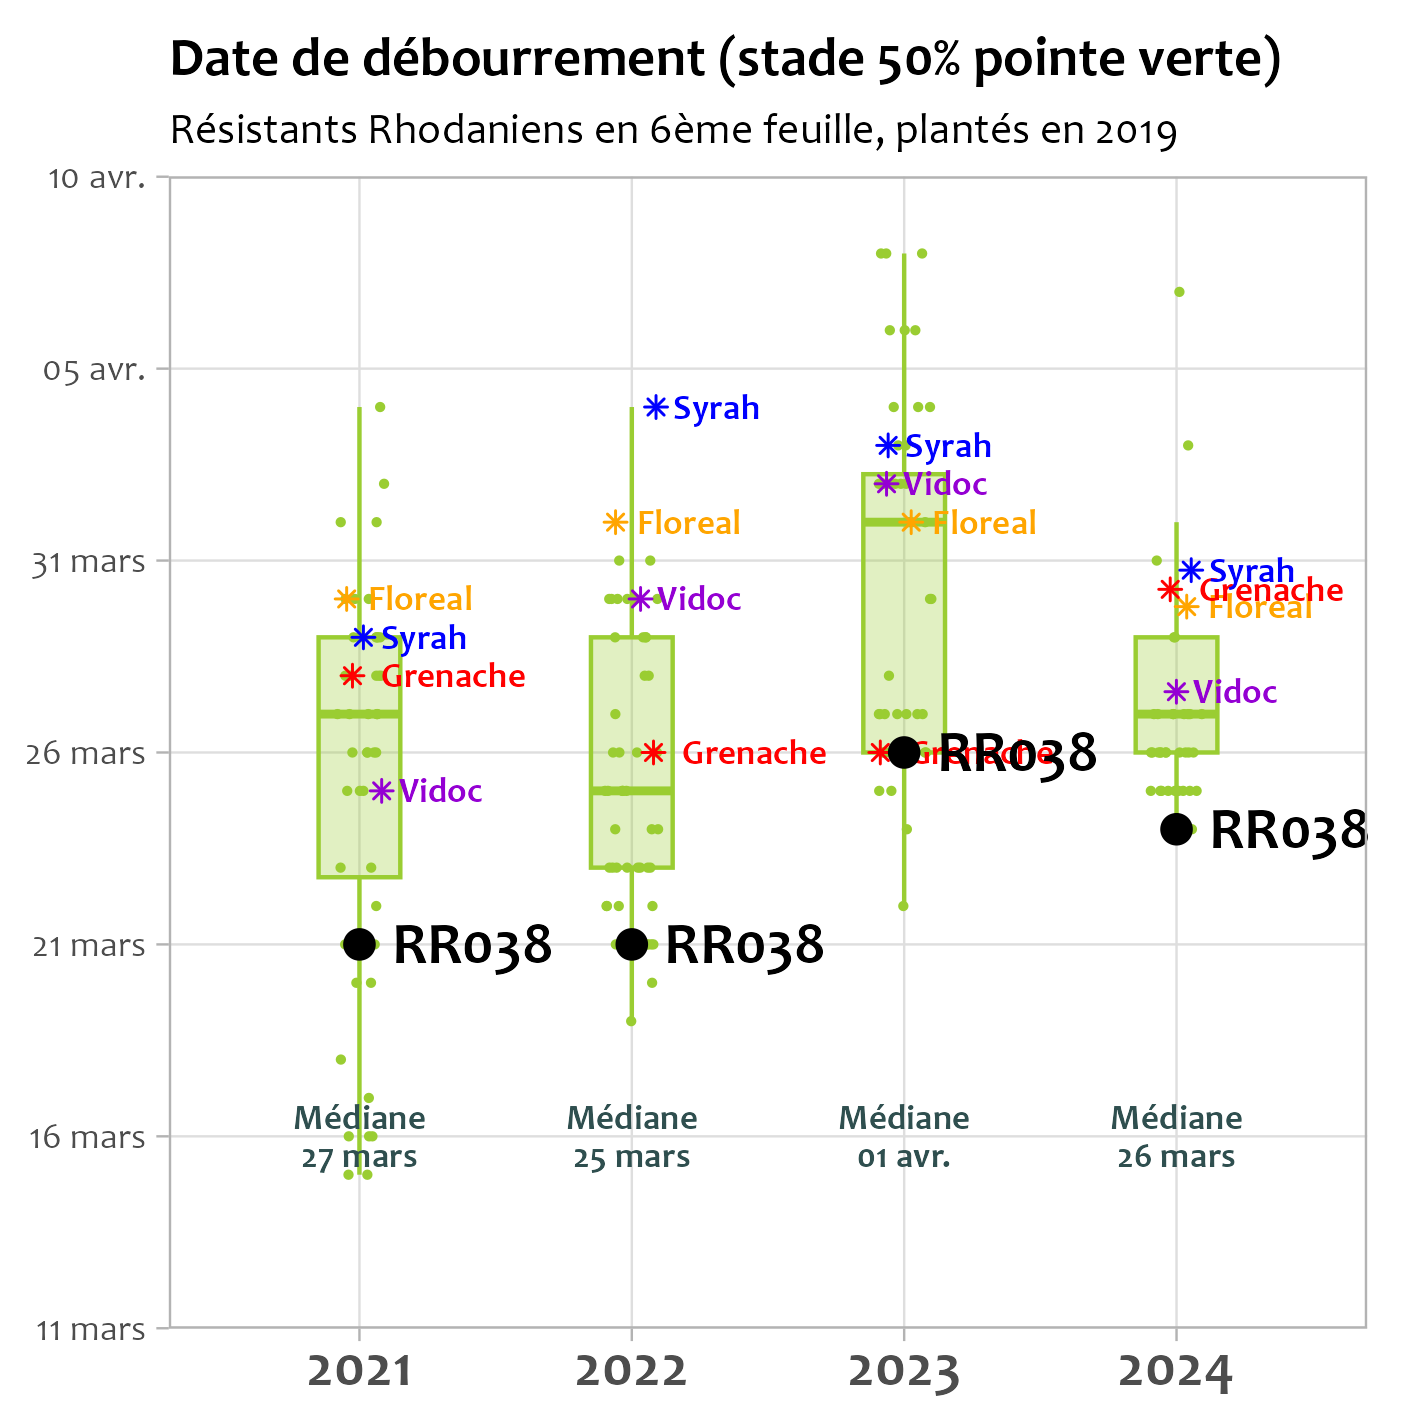 Date de débourrement (stade 50% pointe verte)
Résistants Rhodaniens en 6ème feuille, plantés en 2019
10 avr.
05 avr.
31 mars
26 mars
21 mars
16 mars
11 mars
Floreal
Syrah
Grenache
Vidoc
RR038
Médiane
27 mars
Syrah
Floreal
Vidoc
Grenache
RR038
Médiane
25 mars
Syrah
Vidoc
Floreal
Grenache
RR038
Médiane
01 avr.
Syrah
Grenache
Floreal
Vidoc
RR038
Médiane
26 mars
2021
2022
2023
2024